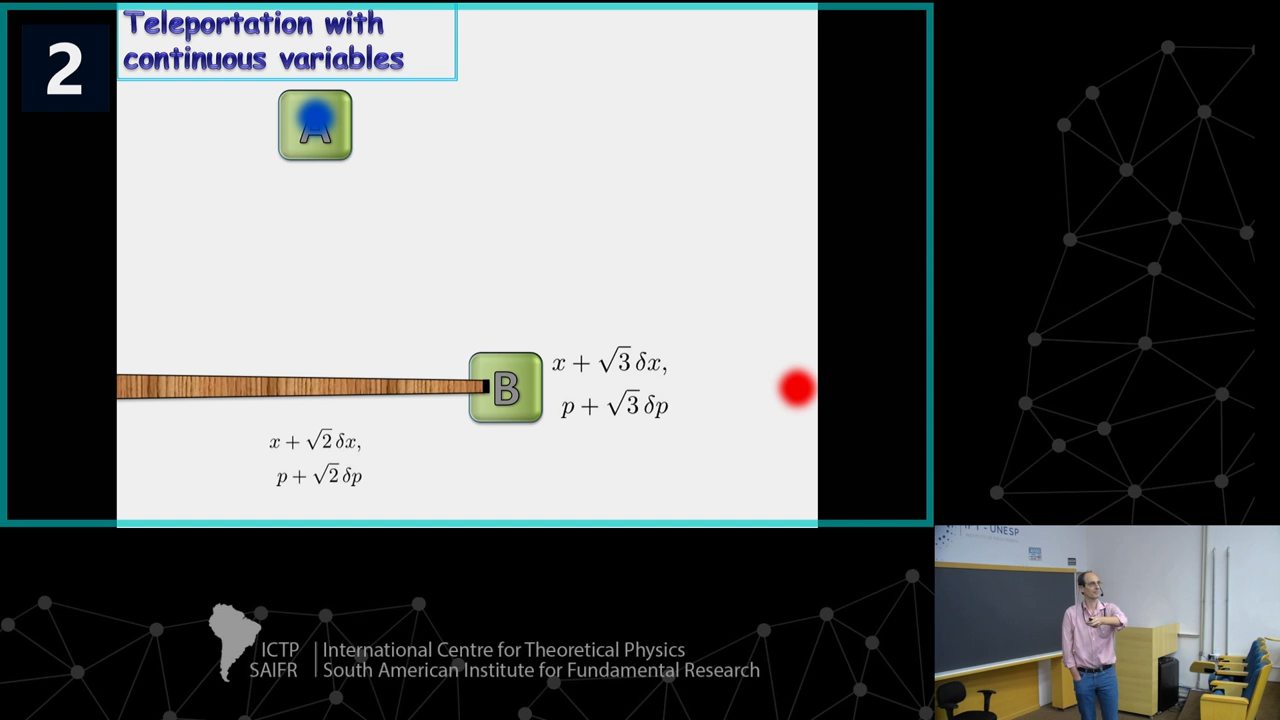 2
Teleportation with
continuous variables
A
B
x + √3 δx,
p + √3 δp
x + √2 δx,
p + √2 δp
UNESP
ICTP
SAIFR
International Centre for Theoretical Physics
South American Institute for Fundamental Research